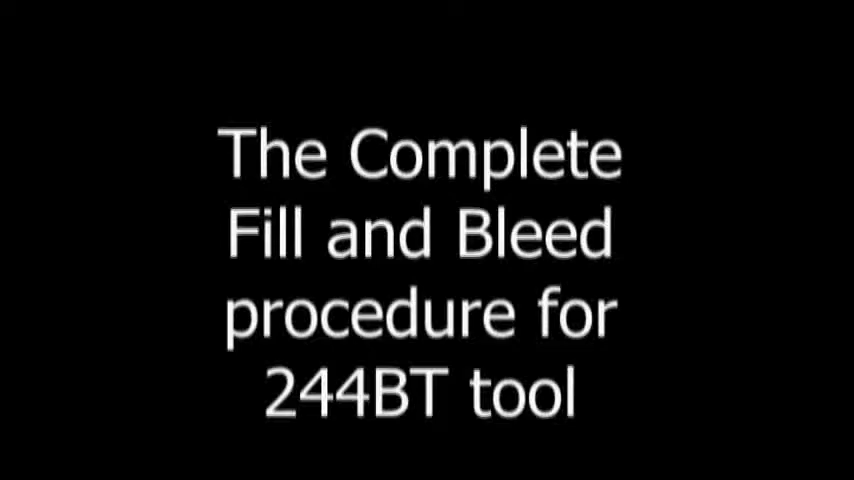 The Complete
Fill and Bleed
procedure for
244BT tool